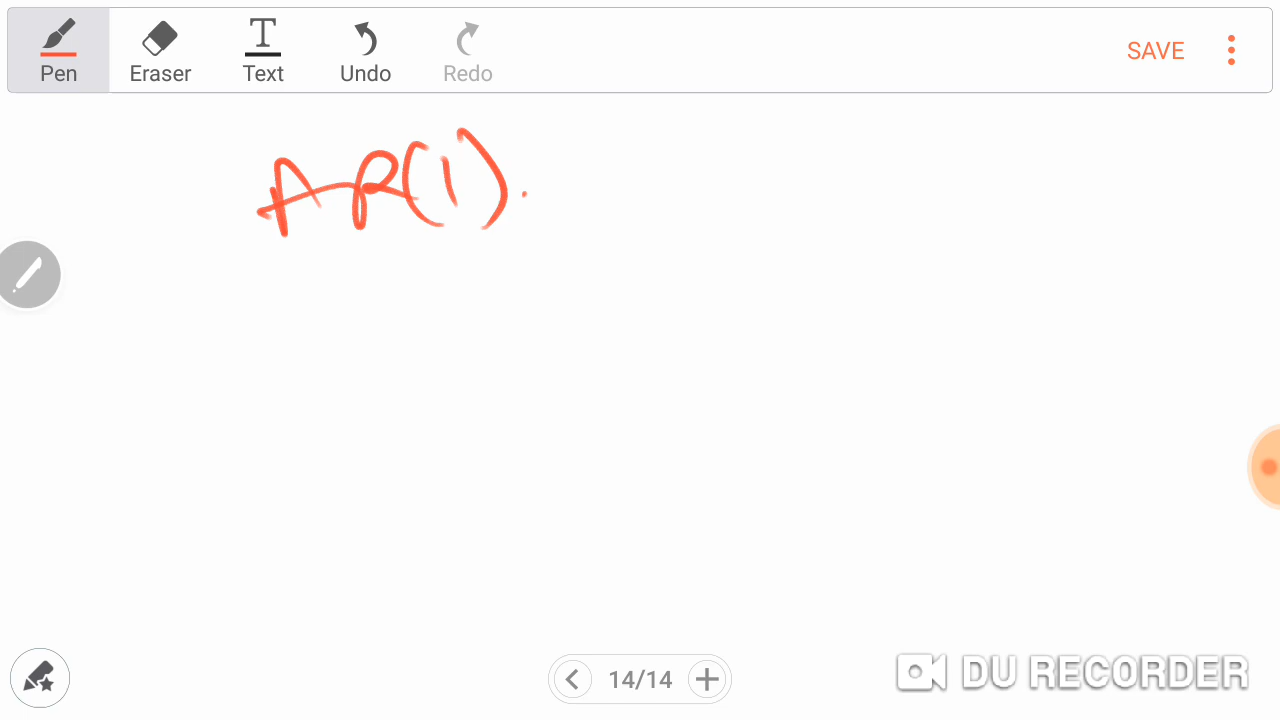 Pen Eraser Text Undo Redo SAVE
AR(1).
14/14
DU RECORDER